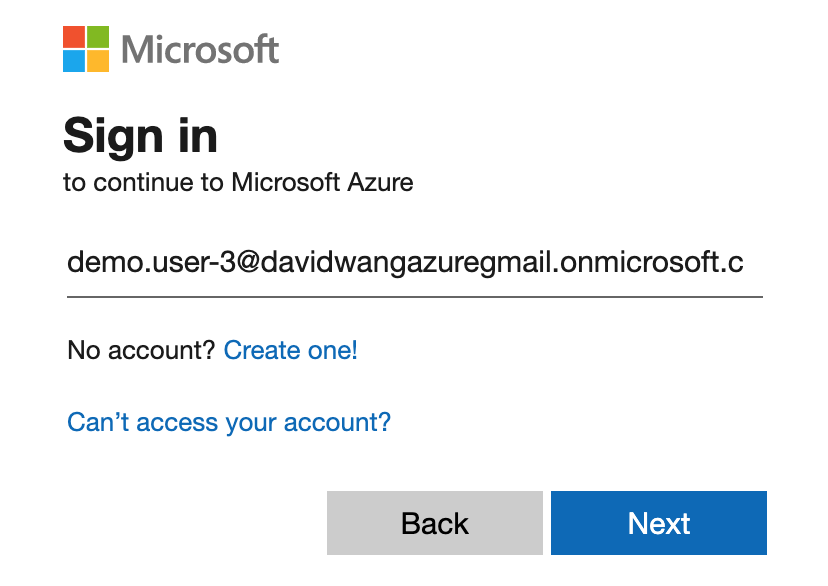 Microsoft
Sign in
to continue to Microsoft Azure
demo.user-3@davidwangazuregmail.onmicrosoft.c
No account? Create one!
Can’t access your account?
Back
Next